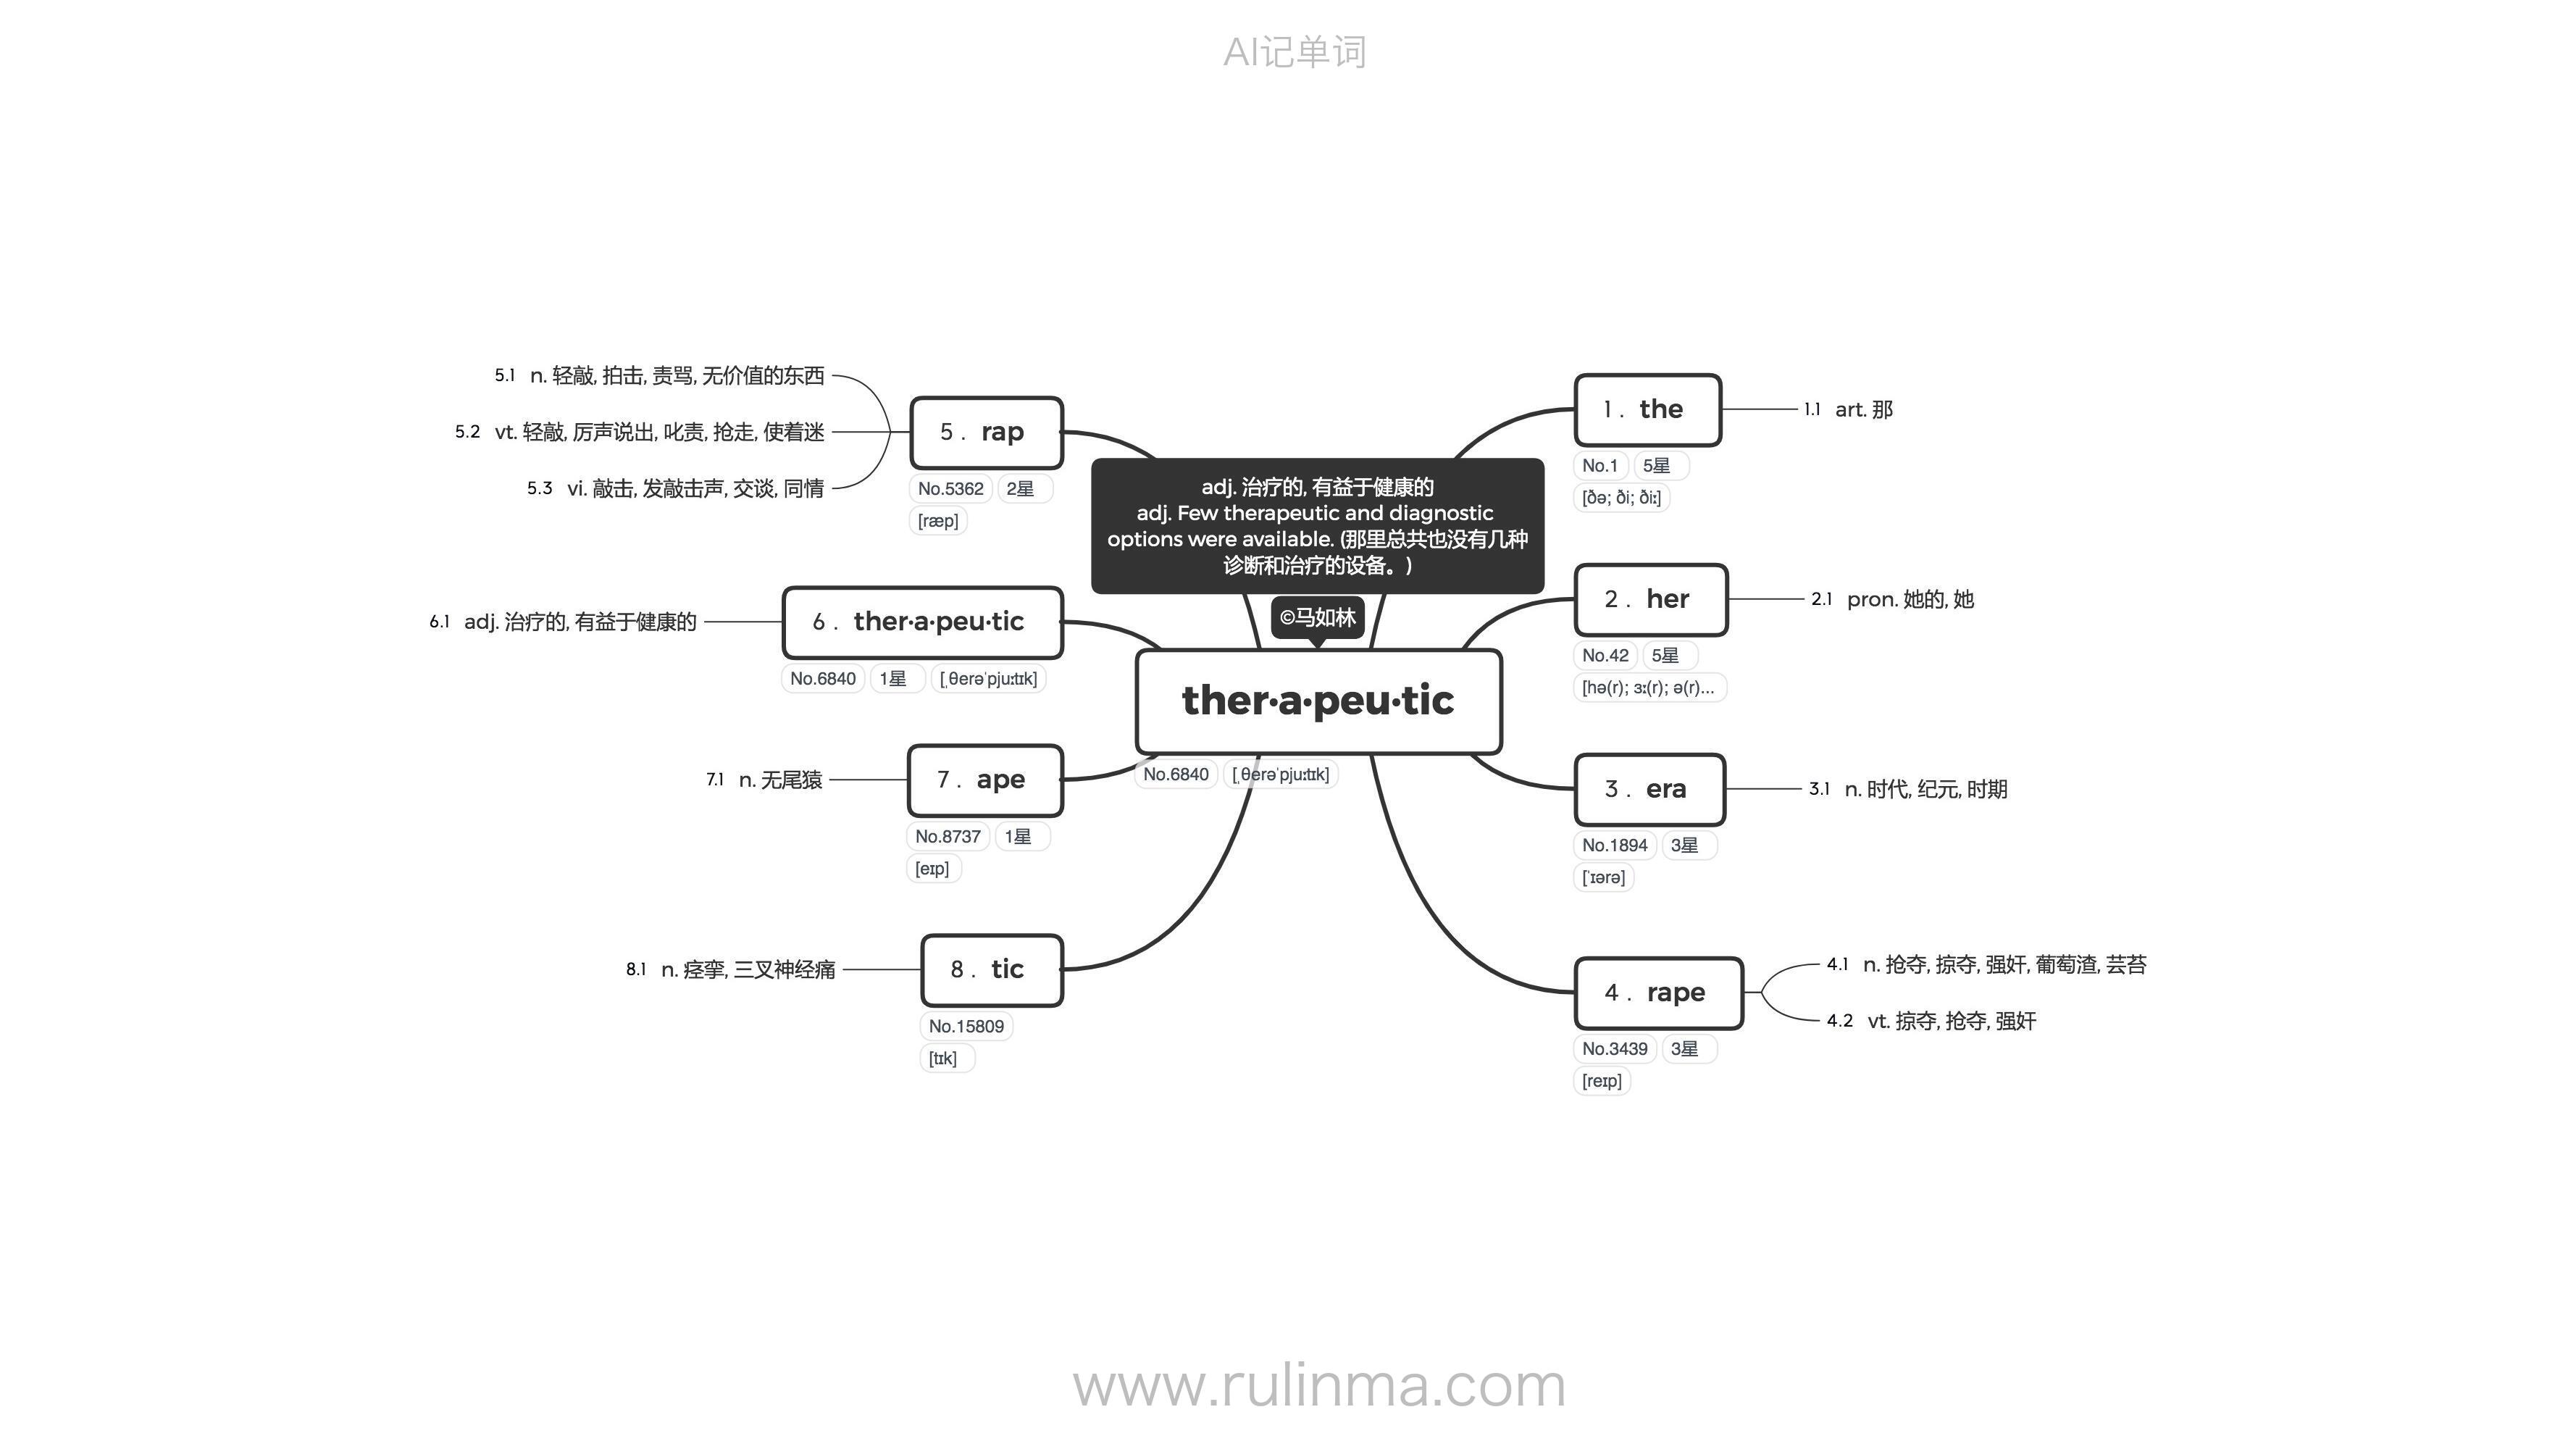 AI记单词
adj. 治疗的, 有益于健康的
adj. Few therapeutic and diagnostic
options were available. (那里总共也没有几种
诊断和治疗的设备。)
©马如林
ther·a·peu·tic
No.6840 [ˌθerəˈpjuːtɪk]
1. the
No.1 5星
[ðə; ði; ðiː]
1.1 art. 那
2. her
No.42 5星
[hə(r); ɜː(r); ə(r)...
2.1 pron. 她的, 她
3. era
No.1894 3星
[ˈɪərə]
3.1 n. 时代, 纪元, 时期
4. rape
No.3439 3星
[reɪp]
4.1 n. 抢夺, 掠夺, 强奸, 葡萄渣, 芸苔
4.2 vt. 掠夺, 抢夺, 强奸
5. rap
No.5362 2星
[ræp]
5.1 n. 轻敲, 拍击, 责骂, 无价值的东西
5.2 vt. 轻敲, 厉声说出, 叱责, 抢走, 使着迷
5.3 vi. 敲击, 发敲击声, 交谈, 同情
6. ther·a·peu·tic
No.6840 1星 [ˌθerəˈpjuːtɪk]
6.1 adj. 治疗的, 有益于健康的
7. ape
No.8737 1星
[eɪp]
7.1 n. 无尾猿
8. tic
No.15809
[tɪk]
8.1 n. 痉挛, 三叉神经痛
www.rulinma.com